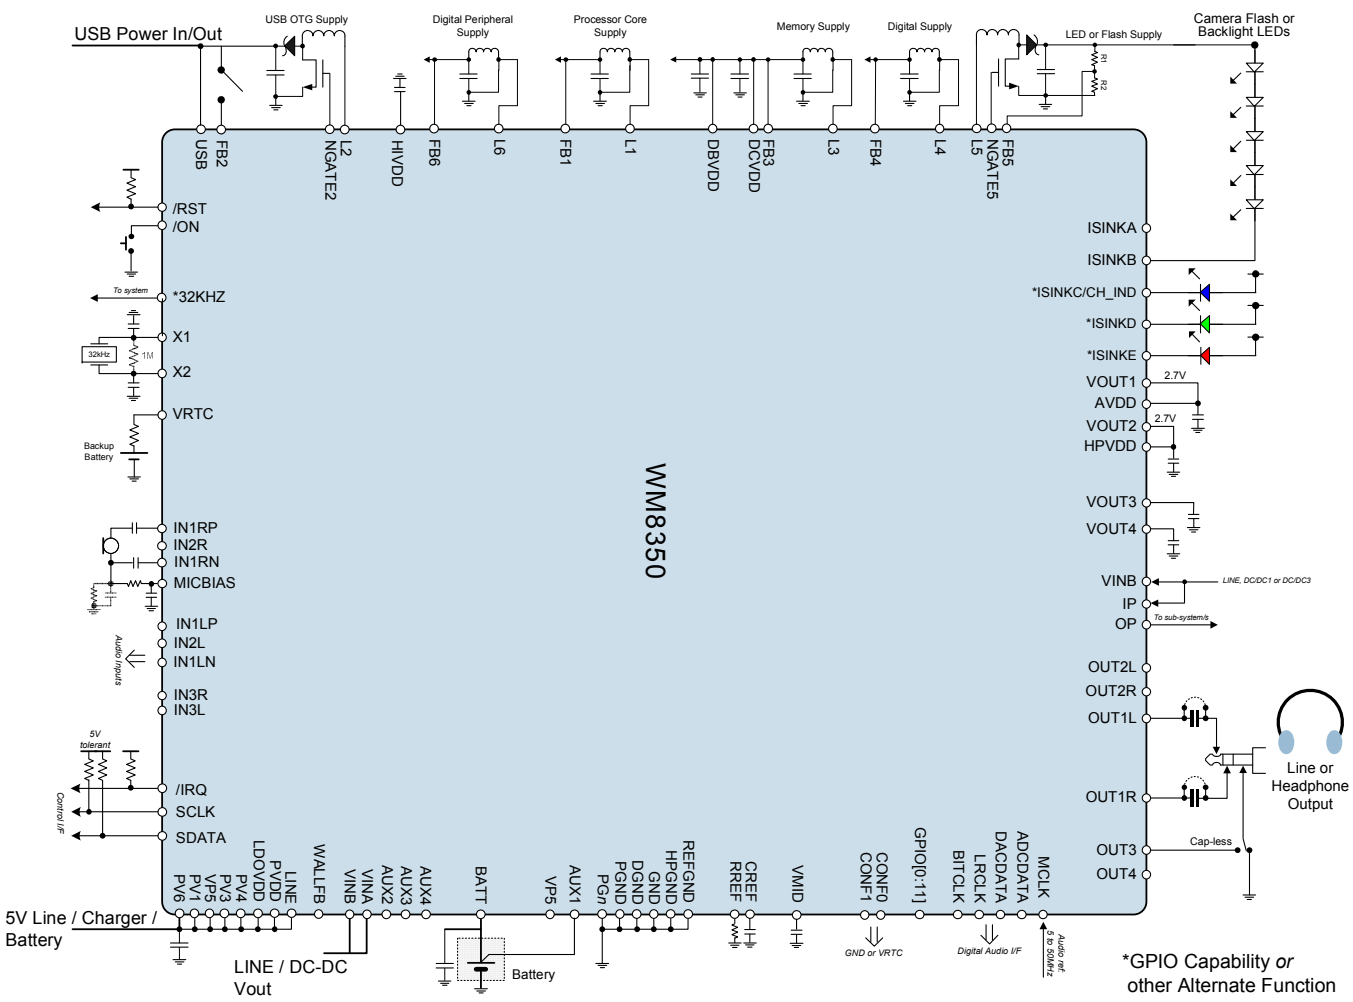 USB Power In/Out
USB OTG Supply
Digital Peripheral
Supply
Processor Core
Supply
Memory Supply
Digital Supply
LED or Flash Supply
Camera Flash or
Backlight LEDs
R1
R2
USB
FB2
NGATE2
L2
HIVDD
FB6
L6
FB1
L1
DBVDD
DCVDD
FB3
L3
FB4
L4
L5
NGATE5
FB5
/RST
/ON
To system
*32KHZ
X1
32kHz
1M
X2
VRTC
Backup
Battery
IN1RP
IN2R
IN1RN
MICBIAS
IN1LP
IN2L
IN1LN
Audio Inputs
IN3R
IN3L
5V
tolerant
/IRQ
SCLK
SDATA
Control I/F
WM8350
ISINKA
ISINKB
*ISINKC/CH_IND
*ISINKD
*ISINKE
VOUT1
2.7V
AVDD
VOUT2
2.7V
HPVDD
VOUT3
VOUT4
VINB
LINE, DC/DC1 or DC/DC3
IP
OP
To sub-system/s
OUT2L
OUT2R
OUT1L
OUT1R
Line or
Headphone
Output
OUT3
Cap-less
OUT4
PV6
PV1
VP5
PV3
PV4
LDOVDD
PVDD
LINE
WALLFB
VINB
VINA
AUX2
AUX3
AUX4
BATT
VP5
AUX1
PGn
PGND
DGND
GND
HPGND
REFGND
RREF
CREF
VMID
CONF1
CONF0
GPIO[0:11]
BITCLK
LRCLK
DACDATA
ADCDATA
MCLK
5V Line / Charger /
Battery
LINE / DC-DC
Vout
Battery
GND or VRTC
Digital Audio I/F
Audio ref:
5 to 50MHz
*GPIO Capability or
other Alternate Function